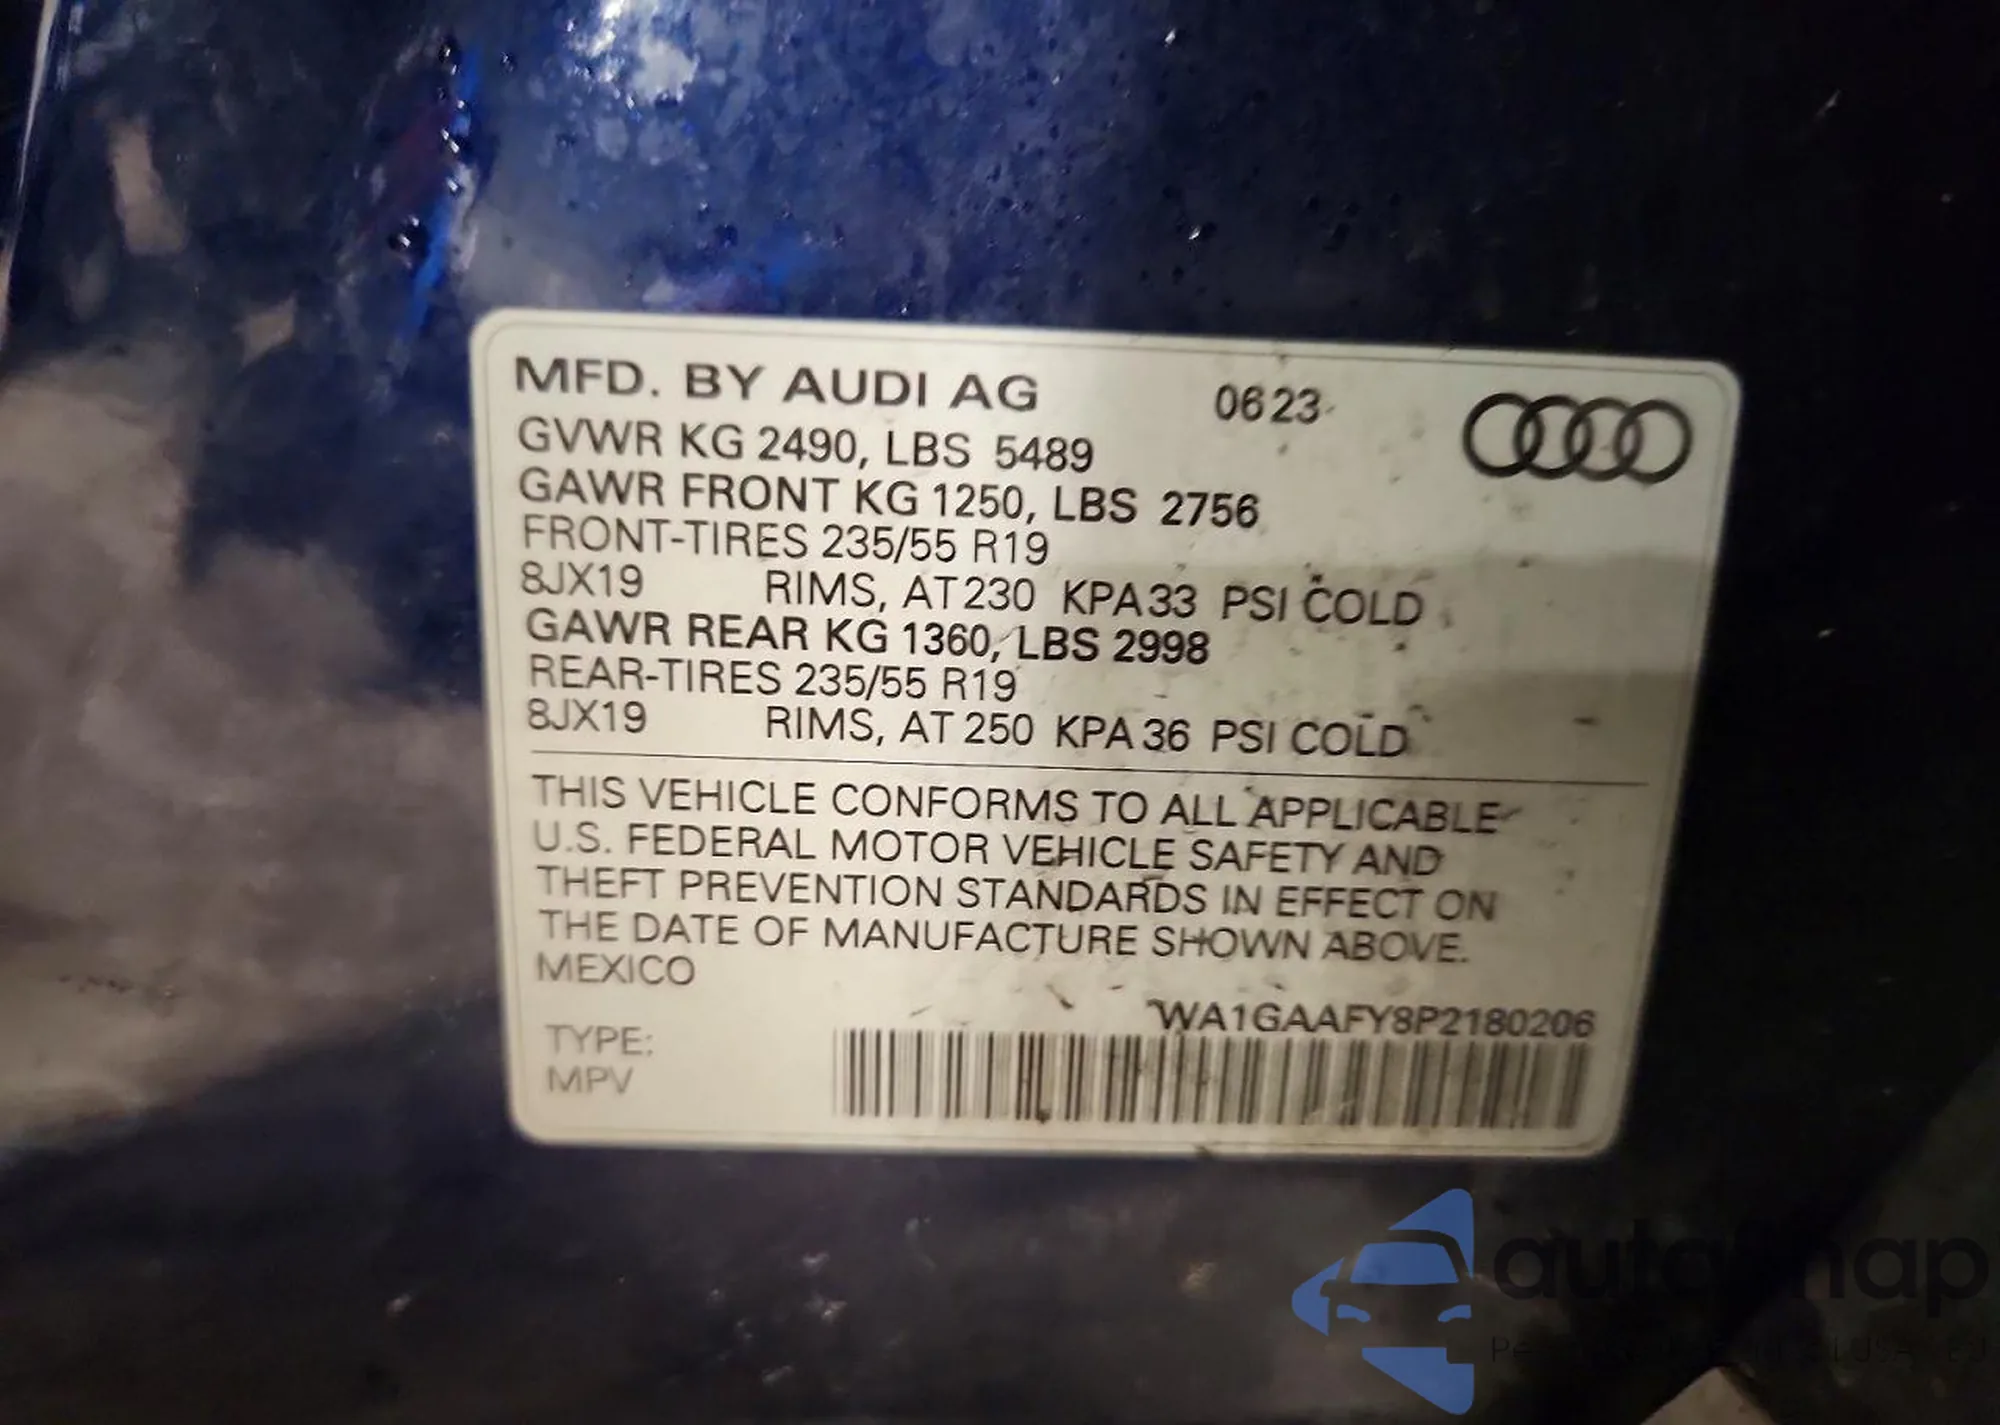 MFD. BY AUDI AG 0623
GVWR KG 2490, LBS 5489
GAWR FRONT KG 1250, LBS 2756
FRONT-TIRES 235/55 R19
8JX19 RIMS, AT 230 KPA 33 PSI COLD
GAWR REAR KG 1360, LBS 2998
REAR-TIRES 235/55 R19
8JX19 RIMS, AT 250 KPA 36 PSI COLD
THIS VEHICLE CONFORMS TO ALL APPLICABLE
U.S. FEDERAL MOTOR VEHICLE SAFETY AND
THEFT PREVENTION STANDARDS IN EFFECT ON
THE DATE OF MANUFACTURE SHOWN ABOVE.
MEXICO
WA1GAAFY8P2180206
TYPE:
MPV